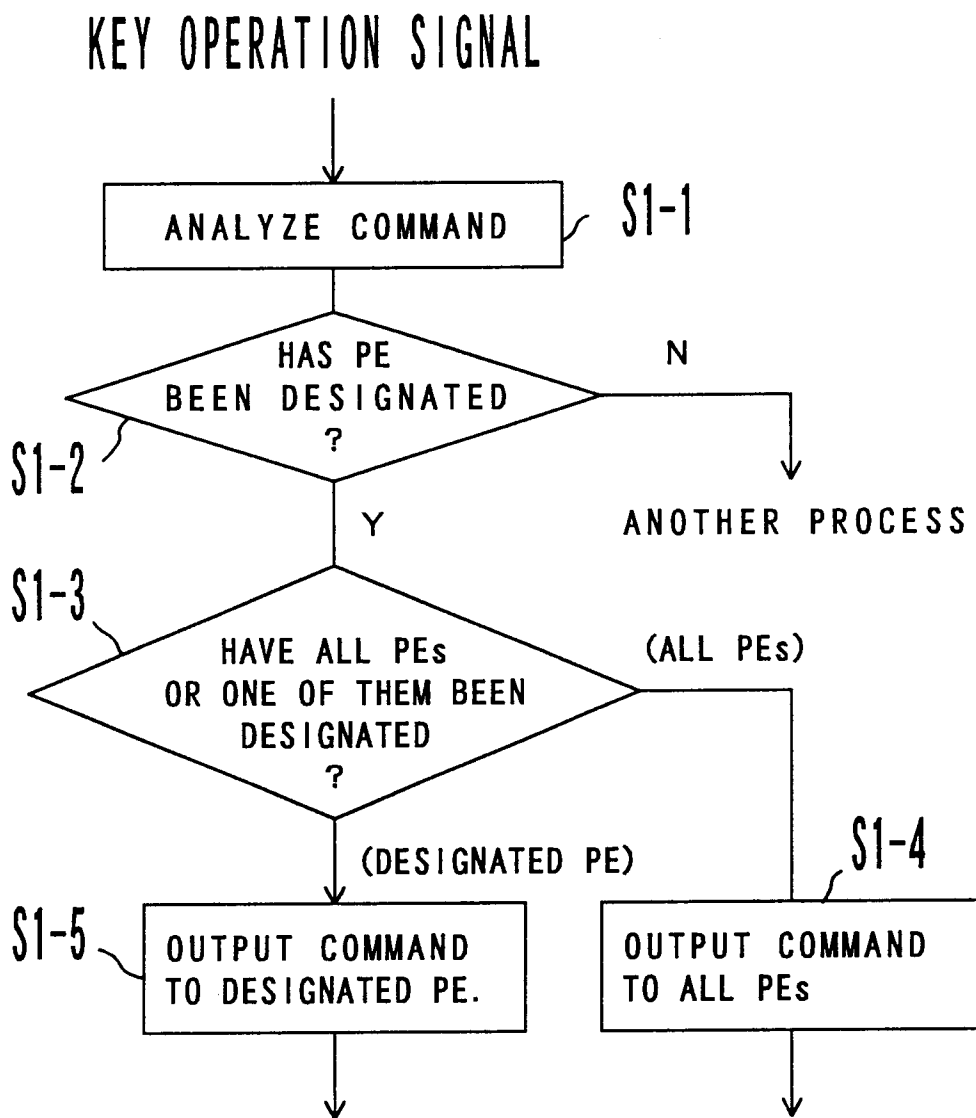 KEY OPERATION SIGNAL
ANALYZE COMMAND
S1-1
HAS PE
BEEN DESIGNATED
?
N
S1-2
Y
ANOTHER PROCESS
S1-3
HAVE ALL PEs
OR ONE OF THEM BEEN
DESIGNATED
?
(ALL PEs)
(DESIGNATED PE)
S1-4
S1-5
OUTPUT COMMAND
TO DESIGNATED PE.
OUTPUT COMMAND
TO ALL PEs